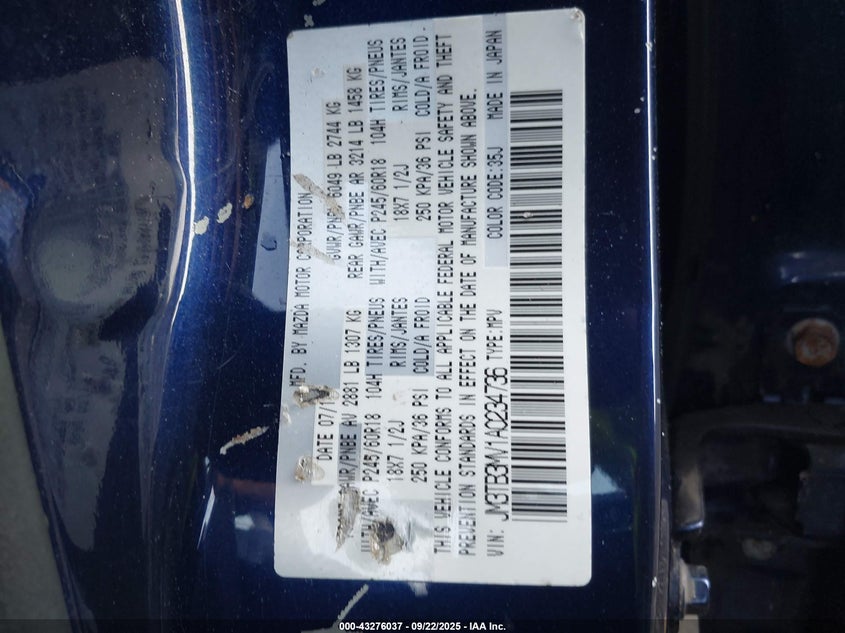 MFD. BY MAZDA MOTOR CORPORATION
DATE 6049 LB 2744 KG
PNBE AV 2881 LB 1307 KG REAR GAWR/PNBE AR 3214 LB 1458 KG
WITH/AVEC P245/60R18 104H TIRES/PNEUS WITH/AVEC P245/60R18 104H TIRES/PNEUS
18X7 1/2J RIMS/JANTES 18X7 1/2J RIMS/JANTES
250 KPA/36 PSI COLD/A FROID 250 KPA/36 PSI COLD/A FROID.
THIS VEHICLE CONFORMS TO ALL APPLICABLE FEDERAL MOTOR VEHICLE SAFETY AND THEFT
PREVENTION STANDARDS IN EFFECT ON THE DATE OF MANUFACTURE SHOWN ABOVE.
VIN: JM3TB3MV1A0234736 TYPE:MPV COLOR CODE:35J MADE IN JAPAN
000-43276037 - 09/22/2025 - IAA Inc.